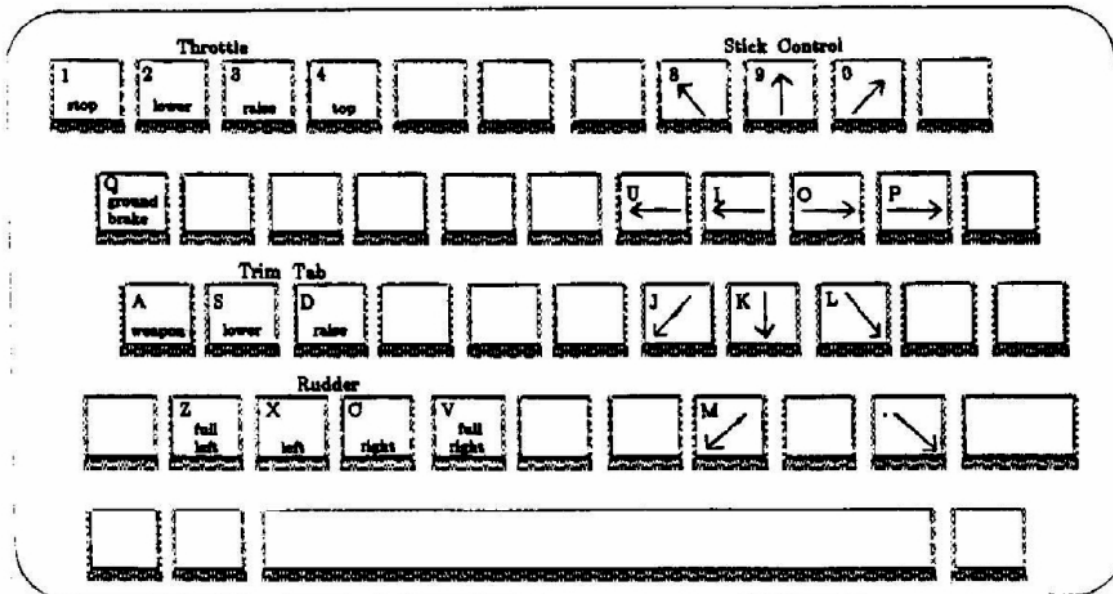 Throttle Stick Control
1 2 3 4 8 9 0
stop lower raise top
Q U I O P
ground
brake
Trim Tab
A S D J K L
weapon lower raise
Rudder
Z X C V M .
full full
left left right right